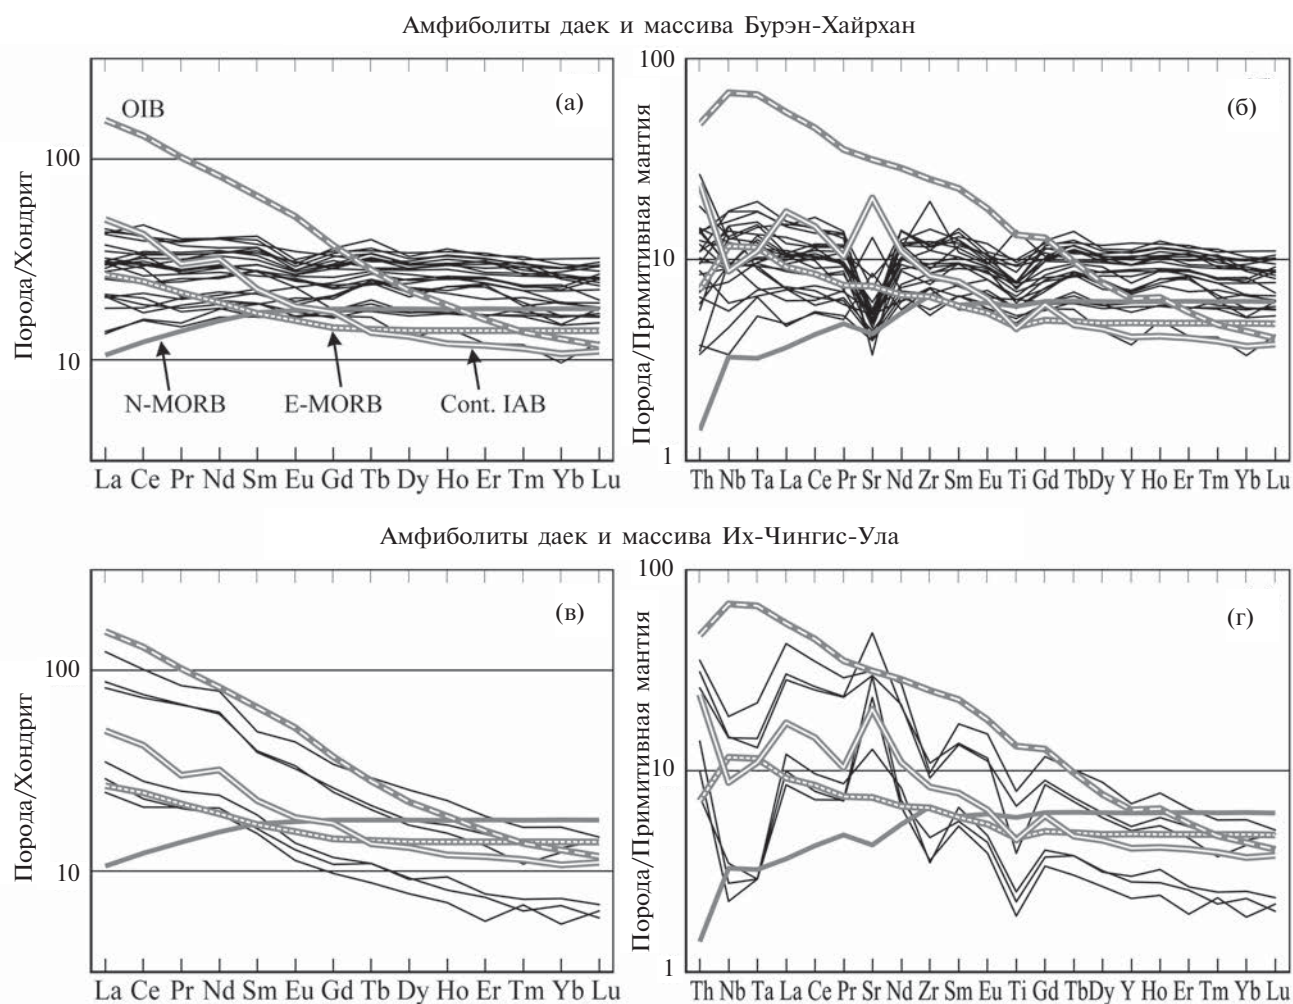 Амфиболиты даек и массива Бурэн-Хайрхан
Порода/Хондрит
100
10
OIB
(а)
N-MORB
E-MORB
Cont. IAB
La Ce Pr Nd Sm Eu Gd Tb Dy Ho Er Tm Yb Lu
Порода/Примитивная мантия
100
10
1
(б)
Th Nb Ta La Ce Pr Sr Nd Zr Sm Eu Ti Gd Tb Dy Y Ho Er Tm Yb Lu
Амфиболиты даек и массива Их-Чингис-Ула
Порода/Хондрит
100
10
(в)
La Ce Pr Nd Sm Eu Gd Tb Dy Ho Er Tm Yb Lu
Порода/Примитивная мантия
100
10
1
(г)
Th Nb Ta La Ce Pr Sr Nd Zr Sm Eu Ti Gd Tb Dy Y Ho Er Tm Yb Lu